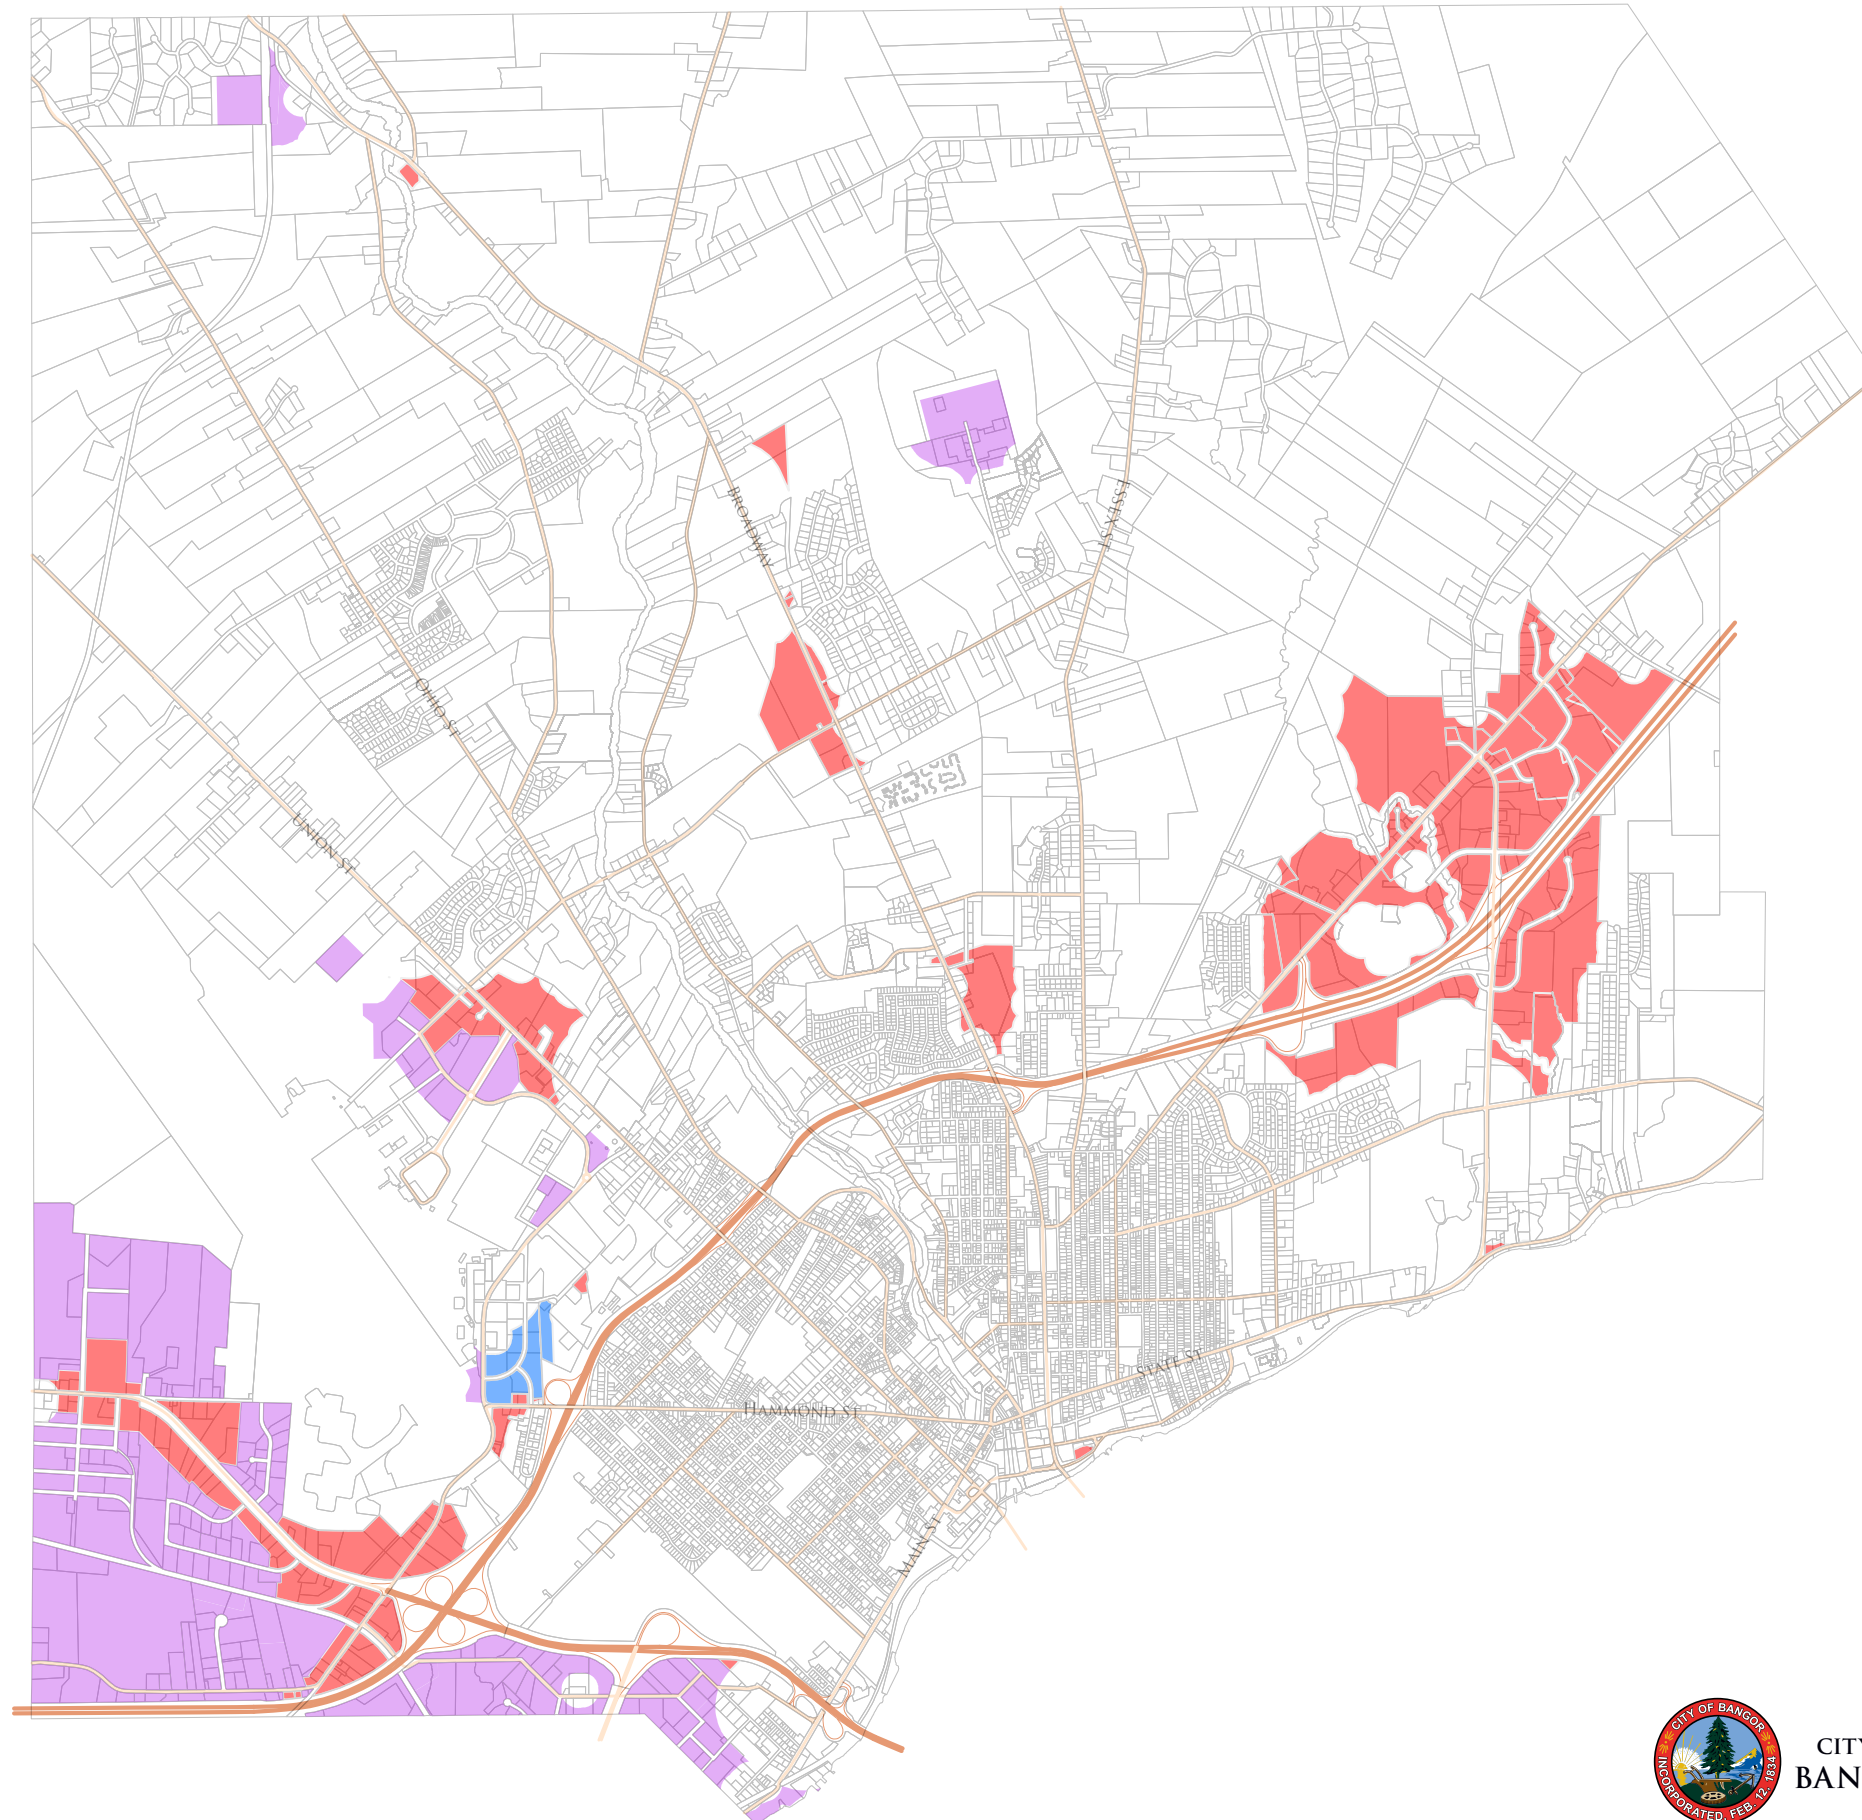 BROADWAY
ESSEX ST
OHIO ST
UNION ST
STATE ST
HAMMOND ST
MAIN ST
CITY OF BANGOR
INCORPORATED, FEB. 12, 1834
CITY
BAN